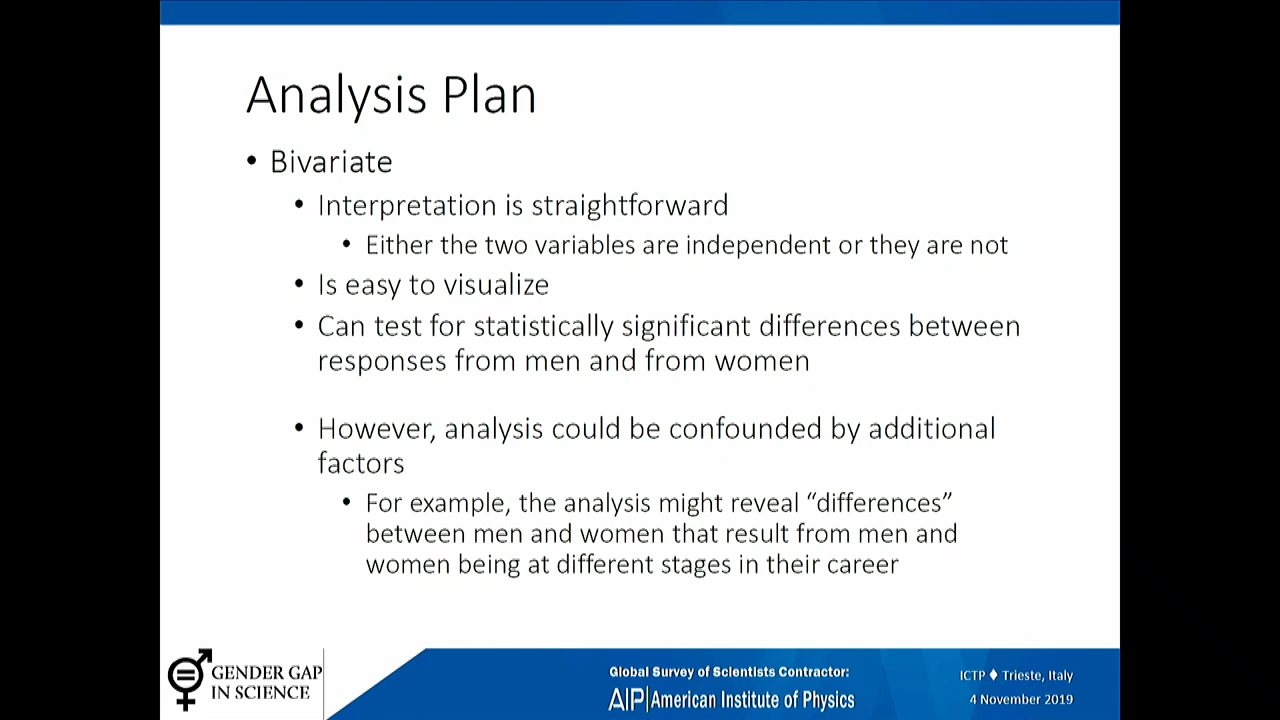 Analysis Plan
• Bivariate
• Interpretation is straightforward
• Either the two variables are independent or they are not
• Is easy to visualize
• Can test for statistically significant differences between
responses from men and from women
• However, analysis could be confounded by additional
factors
• For example, the analysis might reveal “differences”
between men and women that result from men and
women being at different stages in their career
GENDER GAP
IN SCIENCE
Global Survey of Scientists Contractor:
AIP|American Institute of Physics
ICTP ♦ Trieste, Italy
4 November 2019